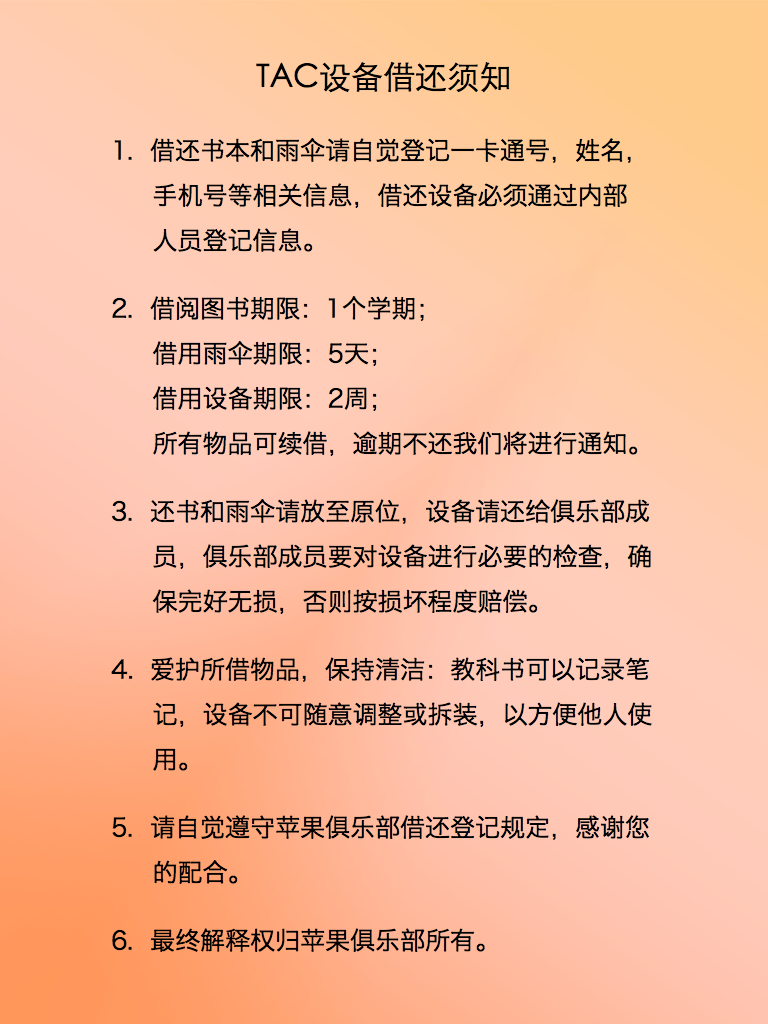 TAC设备借还须知
1. 借还书本和雨伞请自觉登记一卡通号，姓名，
手机号等相关信息，借还设备必须通过内部
人员登记信息。
2. 借阅图书期限：1个学期；
借用雨伞期限：5天；
借用设备期限：2周；
所有物品可续借，逾期不还我们将进行通知。
3. 还书和雨伞请放至原位，设备请还给俱乐部成
员，俱乐部成员要对设备进行必要的检查，确
保完好无损，否则按损坏程度赔偿。
4. 爱护所借物品，保持清洁：教科书可以记录笔
记，设备不可随意调整或拆装，以方便他人使
用。
5. 请自觉遵守苹果俱乐部借还登记规定，感谢您
的配合。
6. 最终解释权归苹果俱乐部所有。